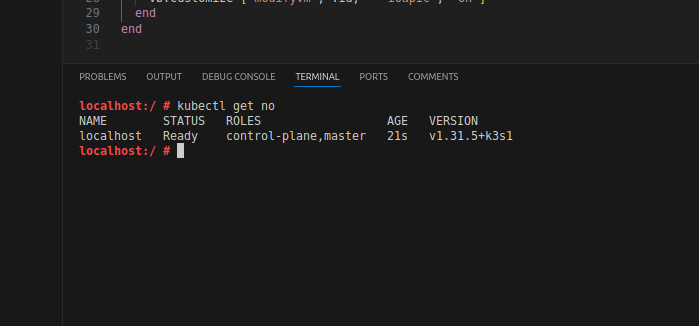 29 end
30 end
31
PROBLEMS OUTPUT DEBUG CONSOLE TERMINAL PORTS COMMENTS
localhost:/ # kubectl get no
NAME STATUS ROLES AGE VERSION
localhost Ready control-plane,master 21s v1.31.5+k3s1
localhost:/ #